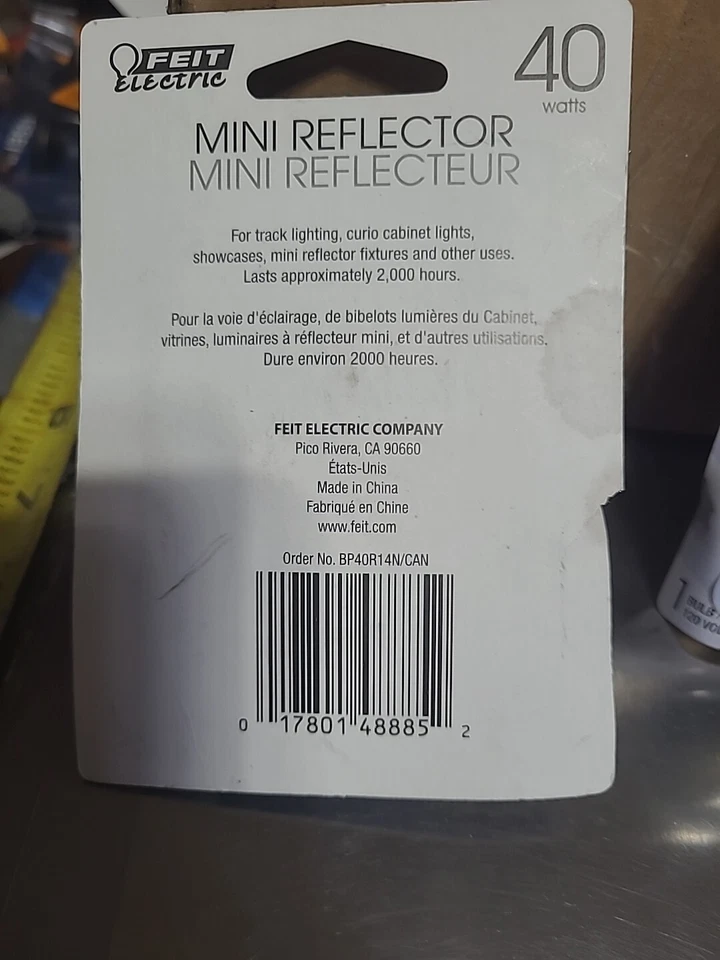 FEIT
ELECTRIC
40
watts
MINI REFLECTOR
MINI REFLECTEUR
For track lighting, curio cabinet lights,
showcases, mini reflector fixtures and other uses.
Lasts approximately 2,000 hours.
Pour la voie d'éclairage, de bibelots lumières du Cabinet,
vitrines, luminaires à réflecteur mini, et d'autres utilisations.
Dure environ 2000 heures.
FEIT ELECTRIC COMPANY
Pico Rivera, CA 90660
États-Unis
Made in China
Fabriqué en Chine
www.feit.com
Order No. BP40R14N/CAN
0 17801 48885 2
1